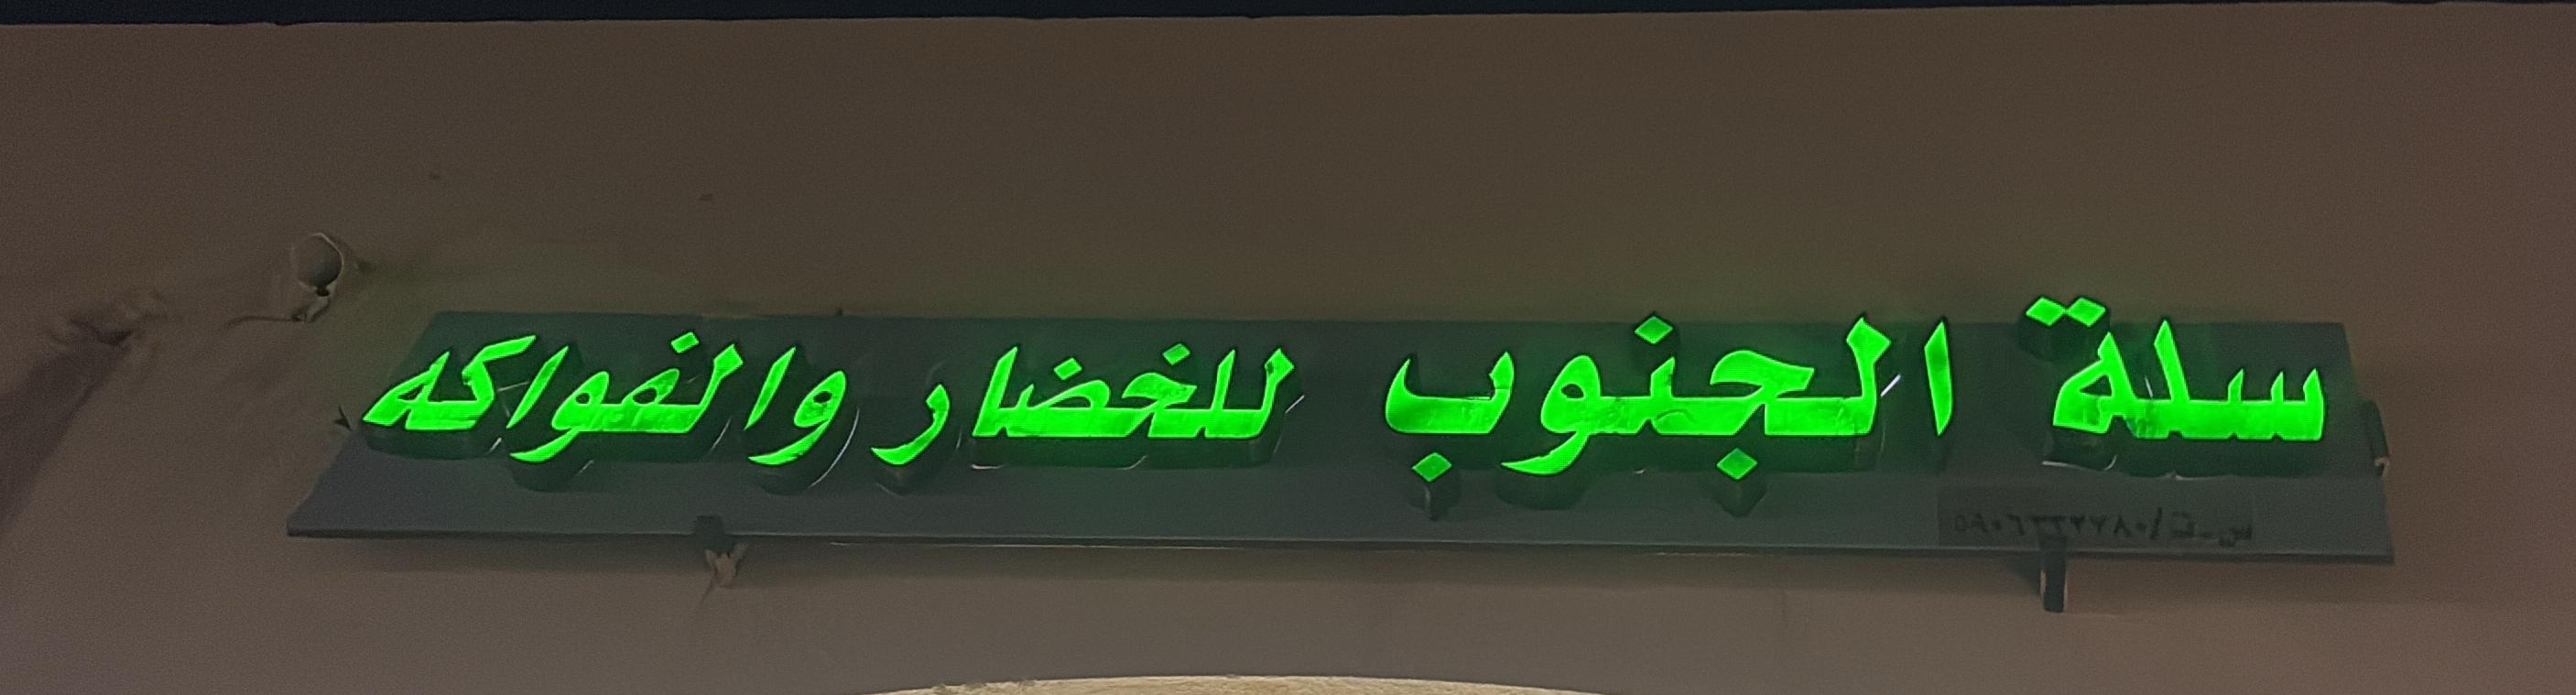 سلة الجنوب للخضار والفواكه